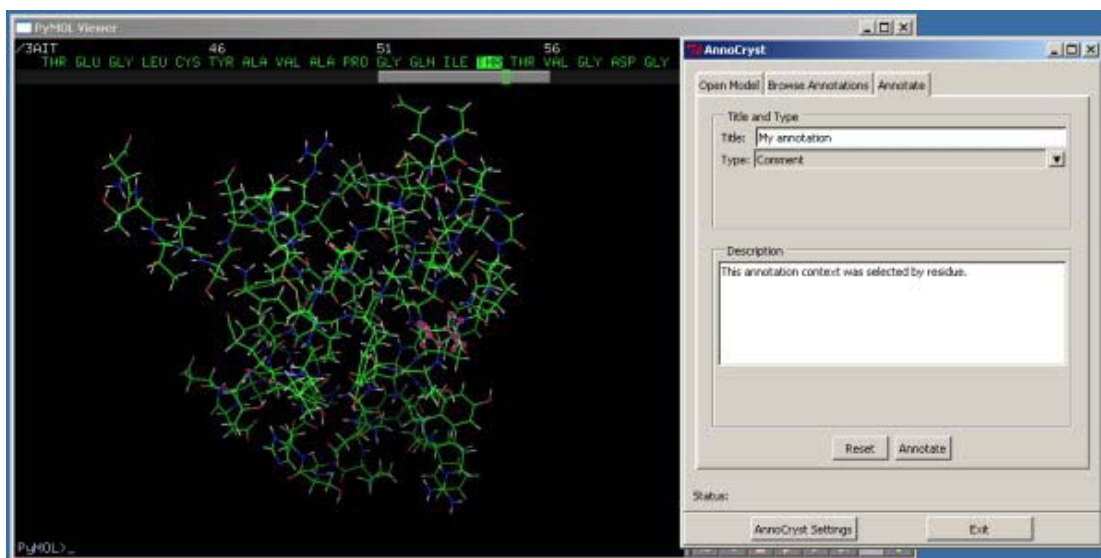 PyMOL Viewer
/3AIT 46 51 56
THR GLU GLY LEU CYS TYR ALA VAL ALA PRO GLY GLN ILE THR THR VAL GLY ASP GLY
PyMOL>_
AnnoCryst
Open Model Browse Annotations Annotate
Title and Type
Title: My annotation
Type: Comment
Description
This annotation context was selected by residue.
Reset Annotate
Status:
AnnoCryst Settings Exit